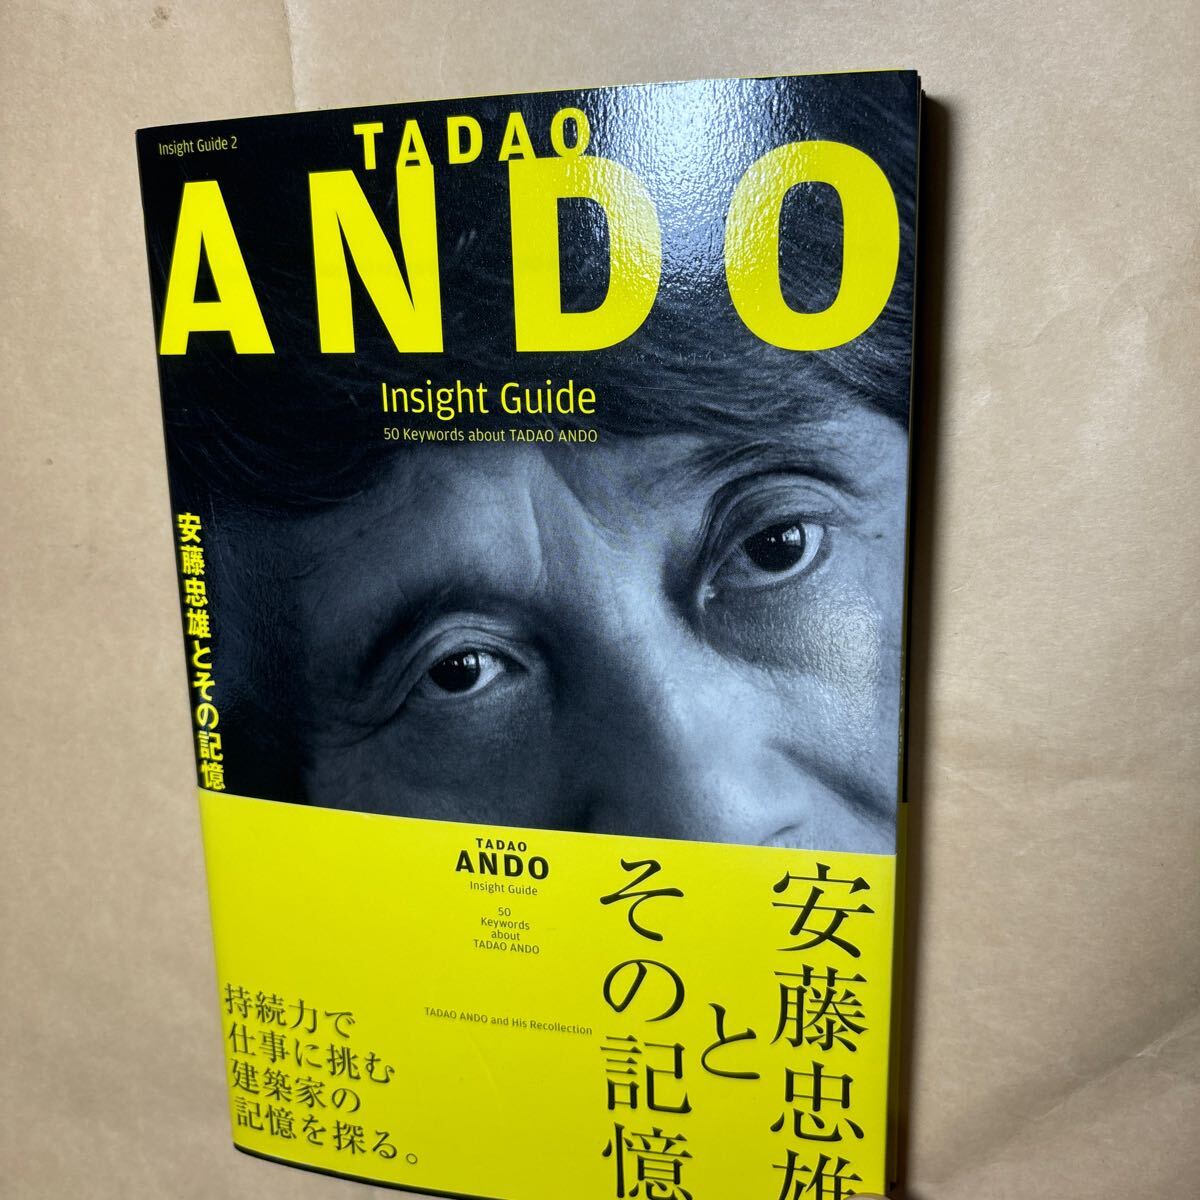 Insight Guide 2
TADAO
ANDO
Insight Guide
50 Keywords about TADAO ANDO
安藤忠雄とその記憶
TADAO
ANDO
Insight Guide
50
Keywords
about
TADAO ANDO
TADAO ANDO and His Recollection
安藤忠雄
と
その記憶
持続力で
仕事に挑む
建築家の
記憶を探る。